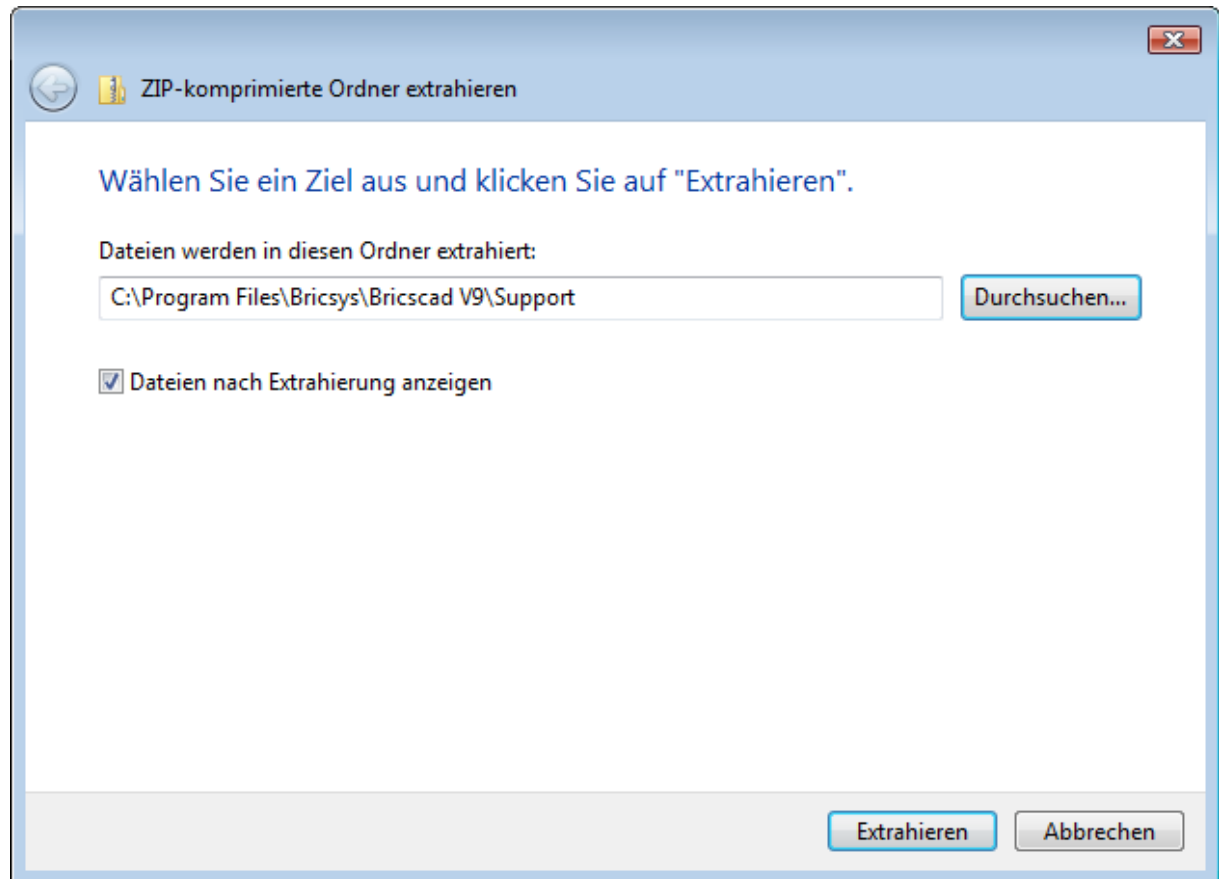 ZIP-komprimierte Ordner extrahieren
Wählen Sie ein Ziel aus und klicken Sie auf "Extrahieren".
Dateien werden in diesen Ordner extrahiert:
C:\Program Files\Bricsys\Bricscad V9\Support
Durchsuchen...
Dateien nach Extrahierung anzeigen
Extrahieren
Abbrechen